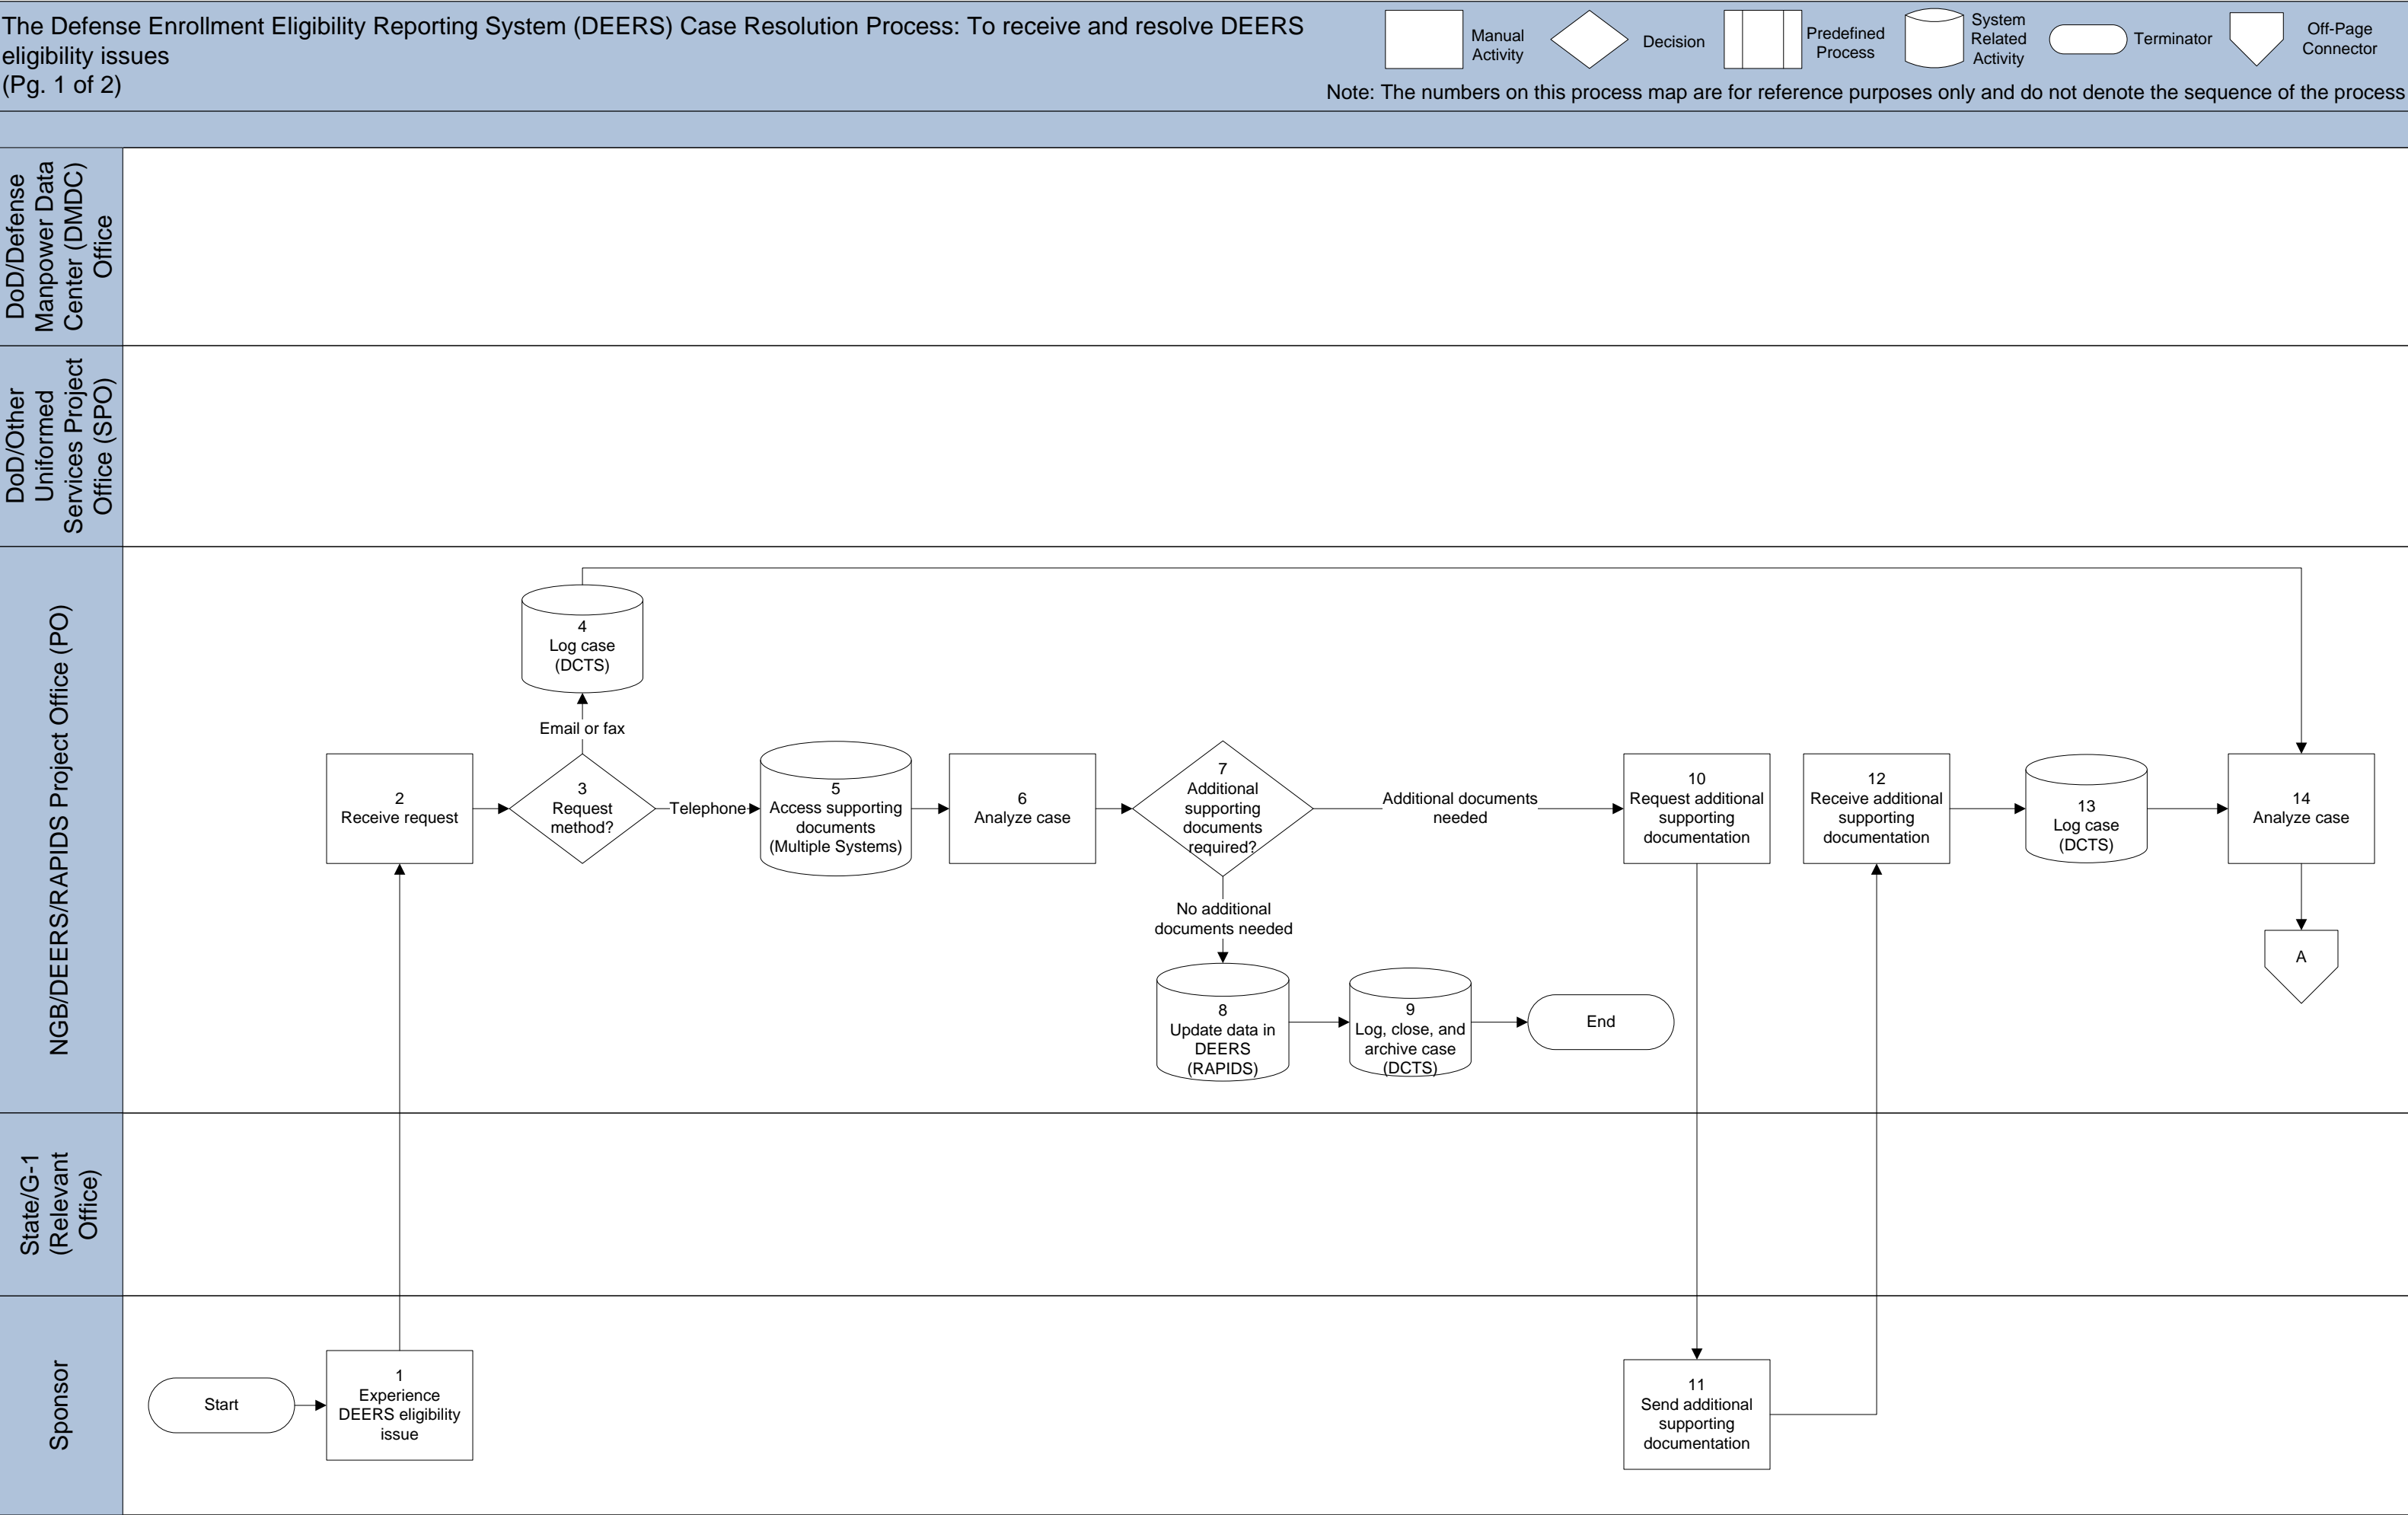 The Defense Enrollment Eligibility Reporting System (DEERS) Case Resolution Process: To receive and resolve DEERS
eligibility issues
(Pg. 1 of 2)
Manual
Activity
Decision
Predefined
Process
System
Related
Activity
Terminator
Off-Page
Connector
Note: The numbers on this process map are for reference purposes only and do not denote the sequence of the process
DoD/Defense
Manpower Data
Center (DMDC)
Office
DoD/Other
Uniformed
Services Project
Office (SPO)
NGB/DEERS/RAPIDS Project Office (PO)
4
Log case
(DCTS)
Email or fax
2
Receive request
3
Request
method?
Telephone
5
Access supporting
documents
(Multiple Systems)
6
Analyze case
7
Additional
supporting
documents
required?
Additional documents
needed
10
Request additional
supporting
documentation
12
Receive additional
supporting
documentation
13
Log case
(DCTS)
14
Analyze case
No additional
documents needed
8
Update data in
DEERS
(RAPIDS)
9
Log, close, and
archive case
(DCTS)
End
A
State/G-1
(Relevant
Office)
Sponsor
Start
1
Experience
DEERS eligibility
issue
11
Send additional
supporting
documentation